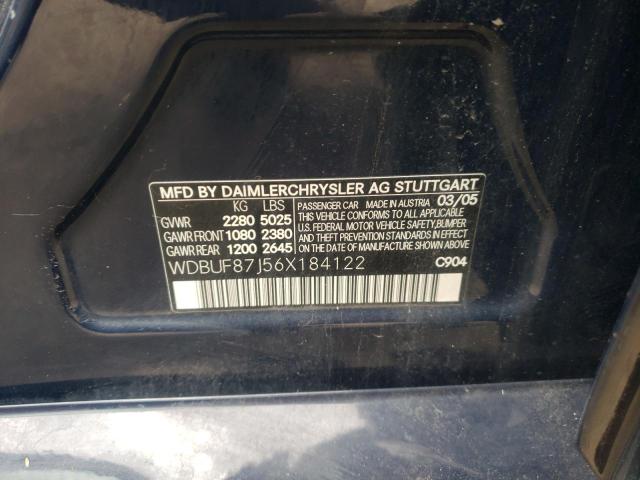 MFD BY DAIMLERCHRYSLER AG STUTTGART
KG LBS PASSENGER CAR MADE IN AUSTRIA 03/05
GVWR 2280 5025 THIS VEHICLE CONFORMS TO ALL APPLICABLE
GAWR FRONT 1080 2380 U.S. FEDERAL MOTOR VEHICLE SAFETY, BUMPER
GAWR REAR 1200 2645 AND THEFT PREVENTION STANDARDS IN EFFECT ON THE DATE OF MANUFACTURE SHOWN ABOVE.
WDBUF87J56X184122 C904